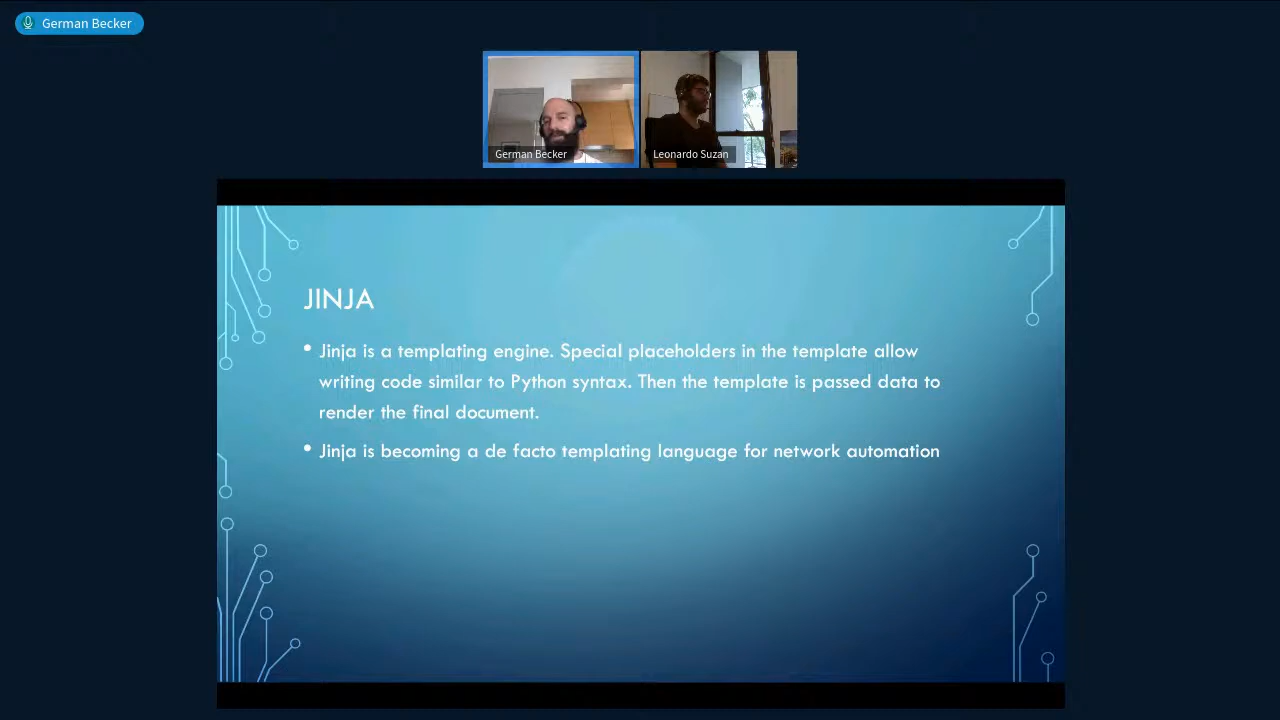 German Becker
German Becker
Leonardo Suzan
JINJA
• Jinja is a templating engine. Special placeholders in the template allow
writing code similar to Python syntax. Then the template is passed data to
render the final document.
• Jinja is becoming a de facto templating language for network automation